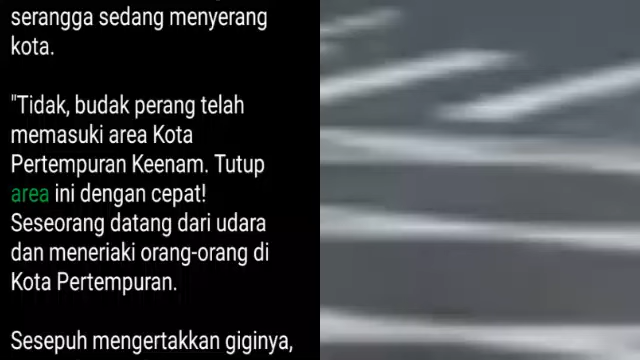 serangga sedang menyerang
kota.
"Tidak, budak perang telah
memasuki area Kota
Pertempuran Keenam. Tutup
area ini dengan cepat!
Seseorang datang dari udara
dan meneriaki orang-orang di
Kota Pertempuran.
Sesepuh mengertakkan giginya,